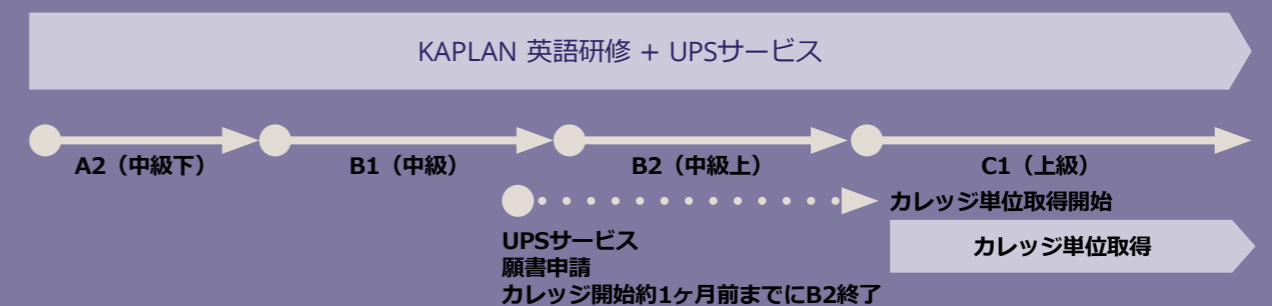 KAPLAN 英語研修 + UPSサービス
A2（中級下）
B1（中級）
B2（中級上）
C1（上級）
カレッジ単位取得開始
カレッジ単位取得
UPSサービス
願書申請
カレッジ開始約1ヶ月前までにB2終了